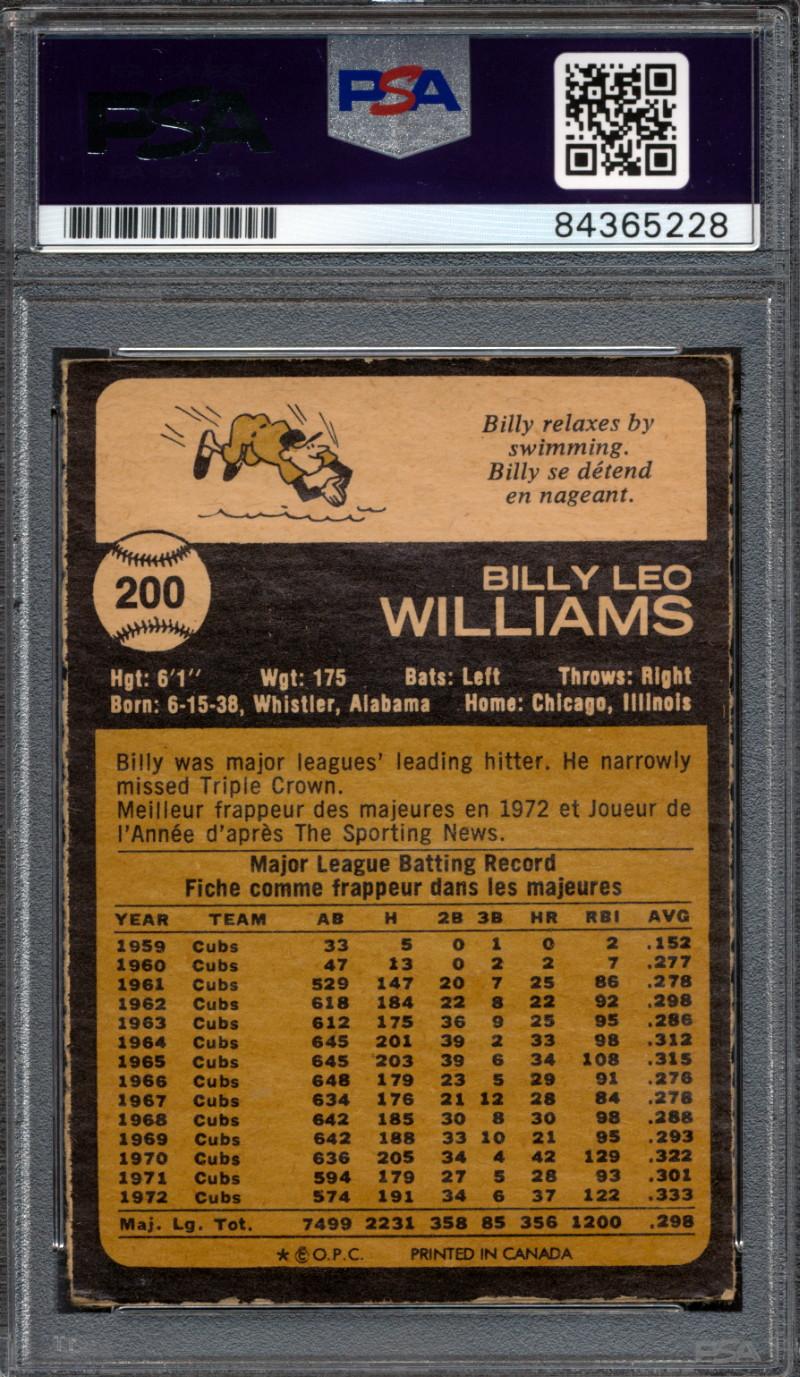 PSA
PSA
84365228
Billy relaxes by
swimming.
Billy se détend
en nageant.
200
BILLY LEO
WILLIAMS
Hgt: 6'1" Wgt: 175 Bats: Left Throws: Right
Born: 6-15-38, Whistler, Alabama Home: Chicago, Illinois
Billy was major leagues' leading hitter. He narrowly
missed Triple Crown.
Meilleur frappeur des majeures en 1972 et Joueur de
l'Année d'après The Sporting News.
Major League Batting Record
Fiche comme frappeur dans les majeures
YEAR TEAM AB H 2B 3B HR RBI AVG
1959 Cubs 33 5 0 1 0 2 .152
1960 Cubs 47 13 0 2 2 7 .277
1961 Cubs 529 147 20 7 25 86 .278
1962 Cubs 618 184 22 8 22 92 .298
1963 Cubs 612 175 36 9 25 95 .286
1964 Cubs 645 201 39 2 33 98 .312
1965 Cubs 645 203 39 6 34 108 .315
1966 Cubs 648 179 23 5 29 91 .276
1967 Cubs 634 176 21 12 28 84 .278
1968 Cubs 642 185 30 8 30 98 .288
1969 Cubs 642 188 33 10 21 95 .293
1970 Cubs 636 205 34 4 42 129 .322
1971 Cubs 594 179 27 5 28 93 .301
1972 Cubs 574 191 34 6 37 122 .333
Maj. Lg. Tot. 7499 2231 358 85 356 1200 .298
* © O.P.C. PRINTED IN CANADA
PSA